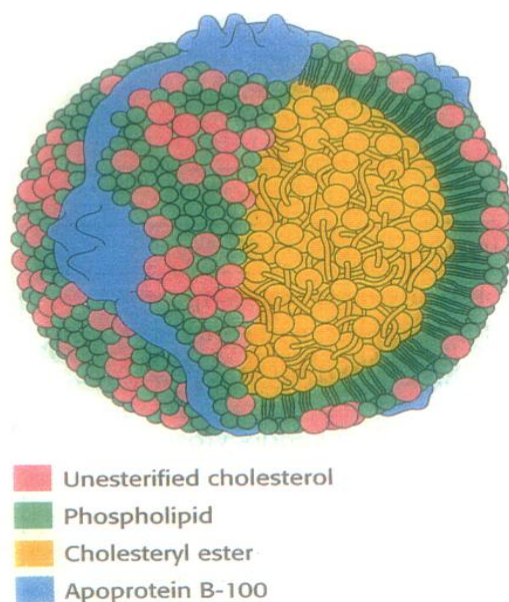 Unesterified cholesterol
Phospholipid
Cholesteryl ester
Apoprotein B-100